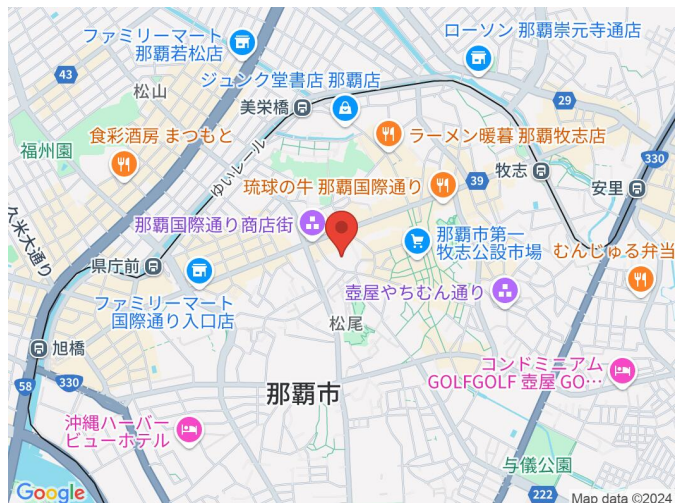 ファミリーマート
那覇若松店
ローソン 那覇崇元寺通店
43
松山
ジュンク堂書店 那覇店
美栄橋
29
食彩酒房 まつもと
ラーメン暖暮 那覇牧志店
福州園
ゆいレール
330
牧志
琉球の牛 那覇国際通り
39
安里
久米大通り
那覇国際通り商店街
那覇市第一
牧志公設市場
むんじゅる弁当
県庁前
壺屋やちむん通り
ファミリーマート
国際通り入口店
松尾
旭橋
コンドミニアム
GOLFGOLF 壺屋 GO…
58
330
那覇市
沖縄ハーバー
ビューホテル
与儀公園
Google
222
Map data ©2024